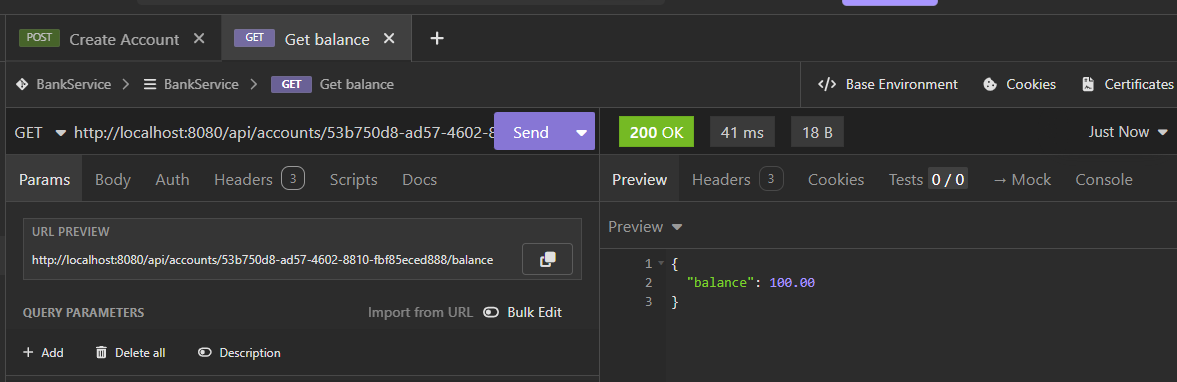 POST Create Account GET Get balance
BankService BankService GET Get balance Base Environment Cookies Certificates
GET http://localhost:8080/api/accounts/53b750d8-ad57-4602-8 Send 200 OK 41 ms 18 B Just Now
Params Body Auth Headers 3 Scripts Docs Preview Headers 3 Cookies Tests 0 / 0 → Mock Console
URL PREVIEW
http://localhost:8080/api/accounts/53b750d8-ad57-4602-8810-fbf85eced888/balance
QUERY PARAMETERS Import from URL Bulk Edit
+ Add Delete all Description
Preview
1 {
2 "balance": 100.00
3 }